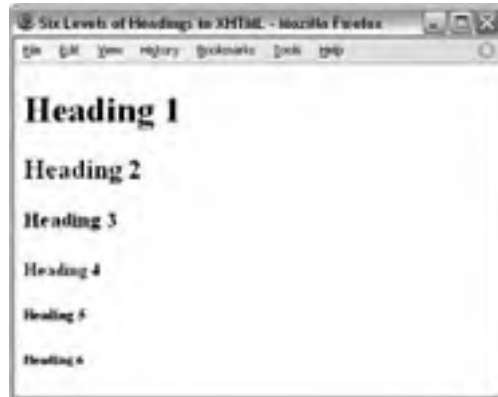 Six Levels of Headings in XHTML - Mozilla Firefox
File Edit View History Bookmarks Tools Help
Heading 1
Heading 2
Heading 3
Heading 4
Heading 5
Heading 6